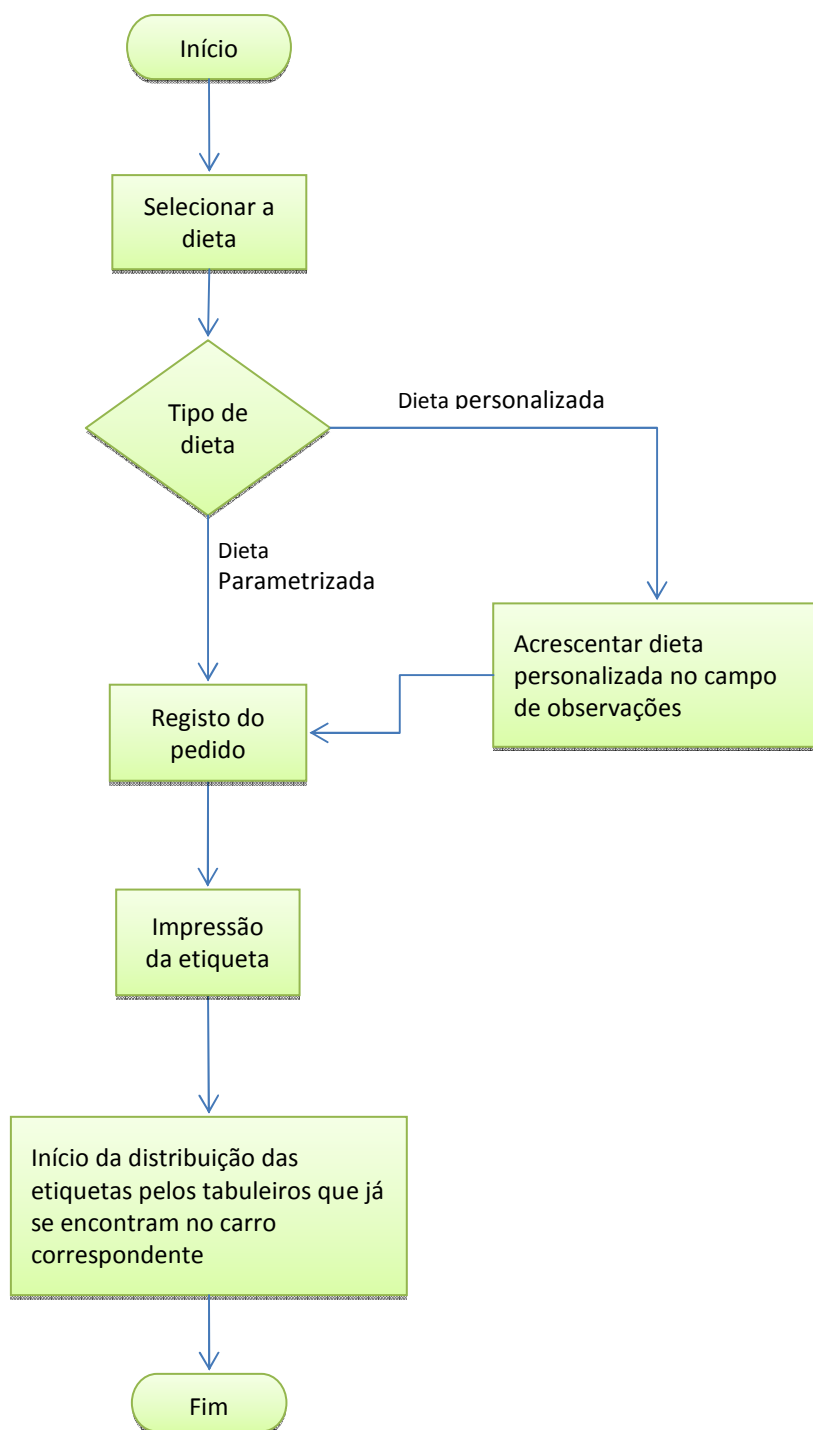 Início
Selecionar a
dieta
Tipo de
dieta
Dieta personalizada
Dieta
Parametrizada
Acrescentar dieta
personalizada no campo
de observações
Registo do
pedido
Impressão
da etiqueta
Início da distribuição das
etiquetas pelos tabuleiros que já
se encontram no carro
correspondente
Fim